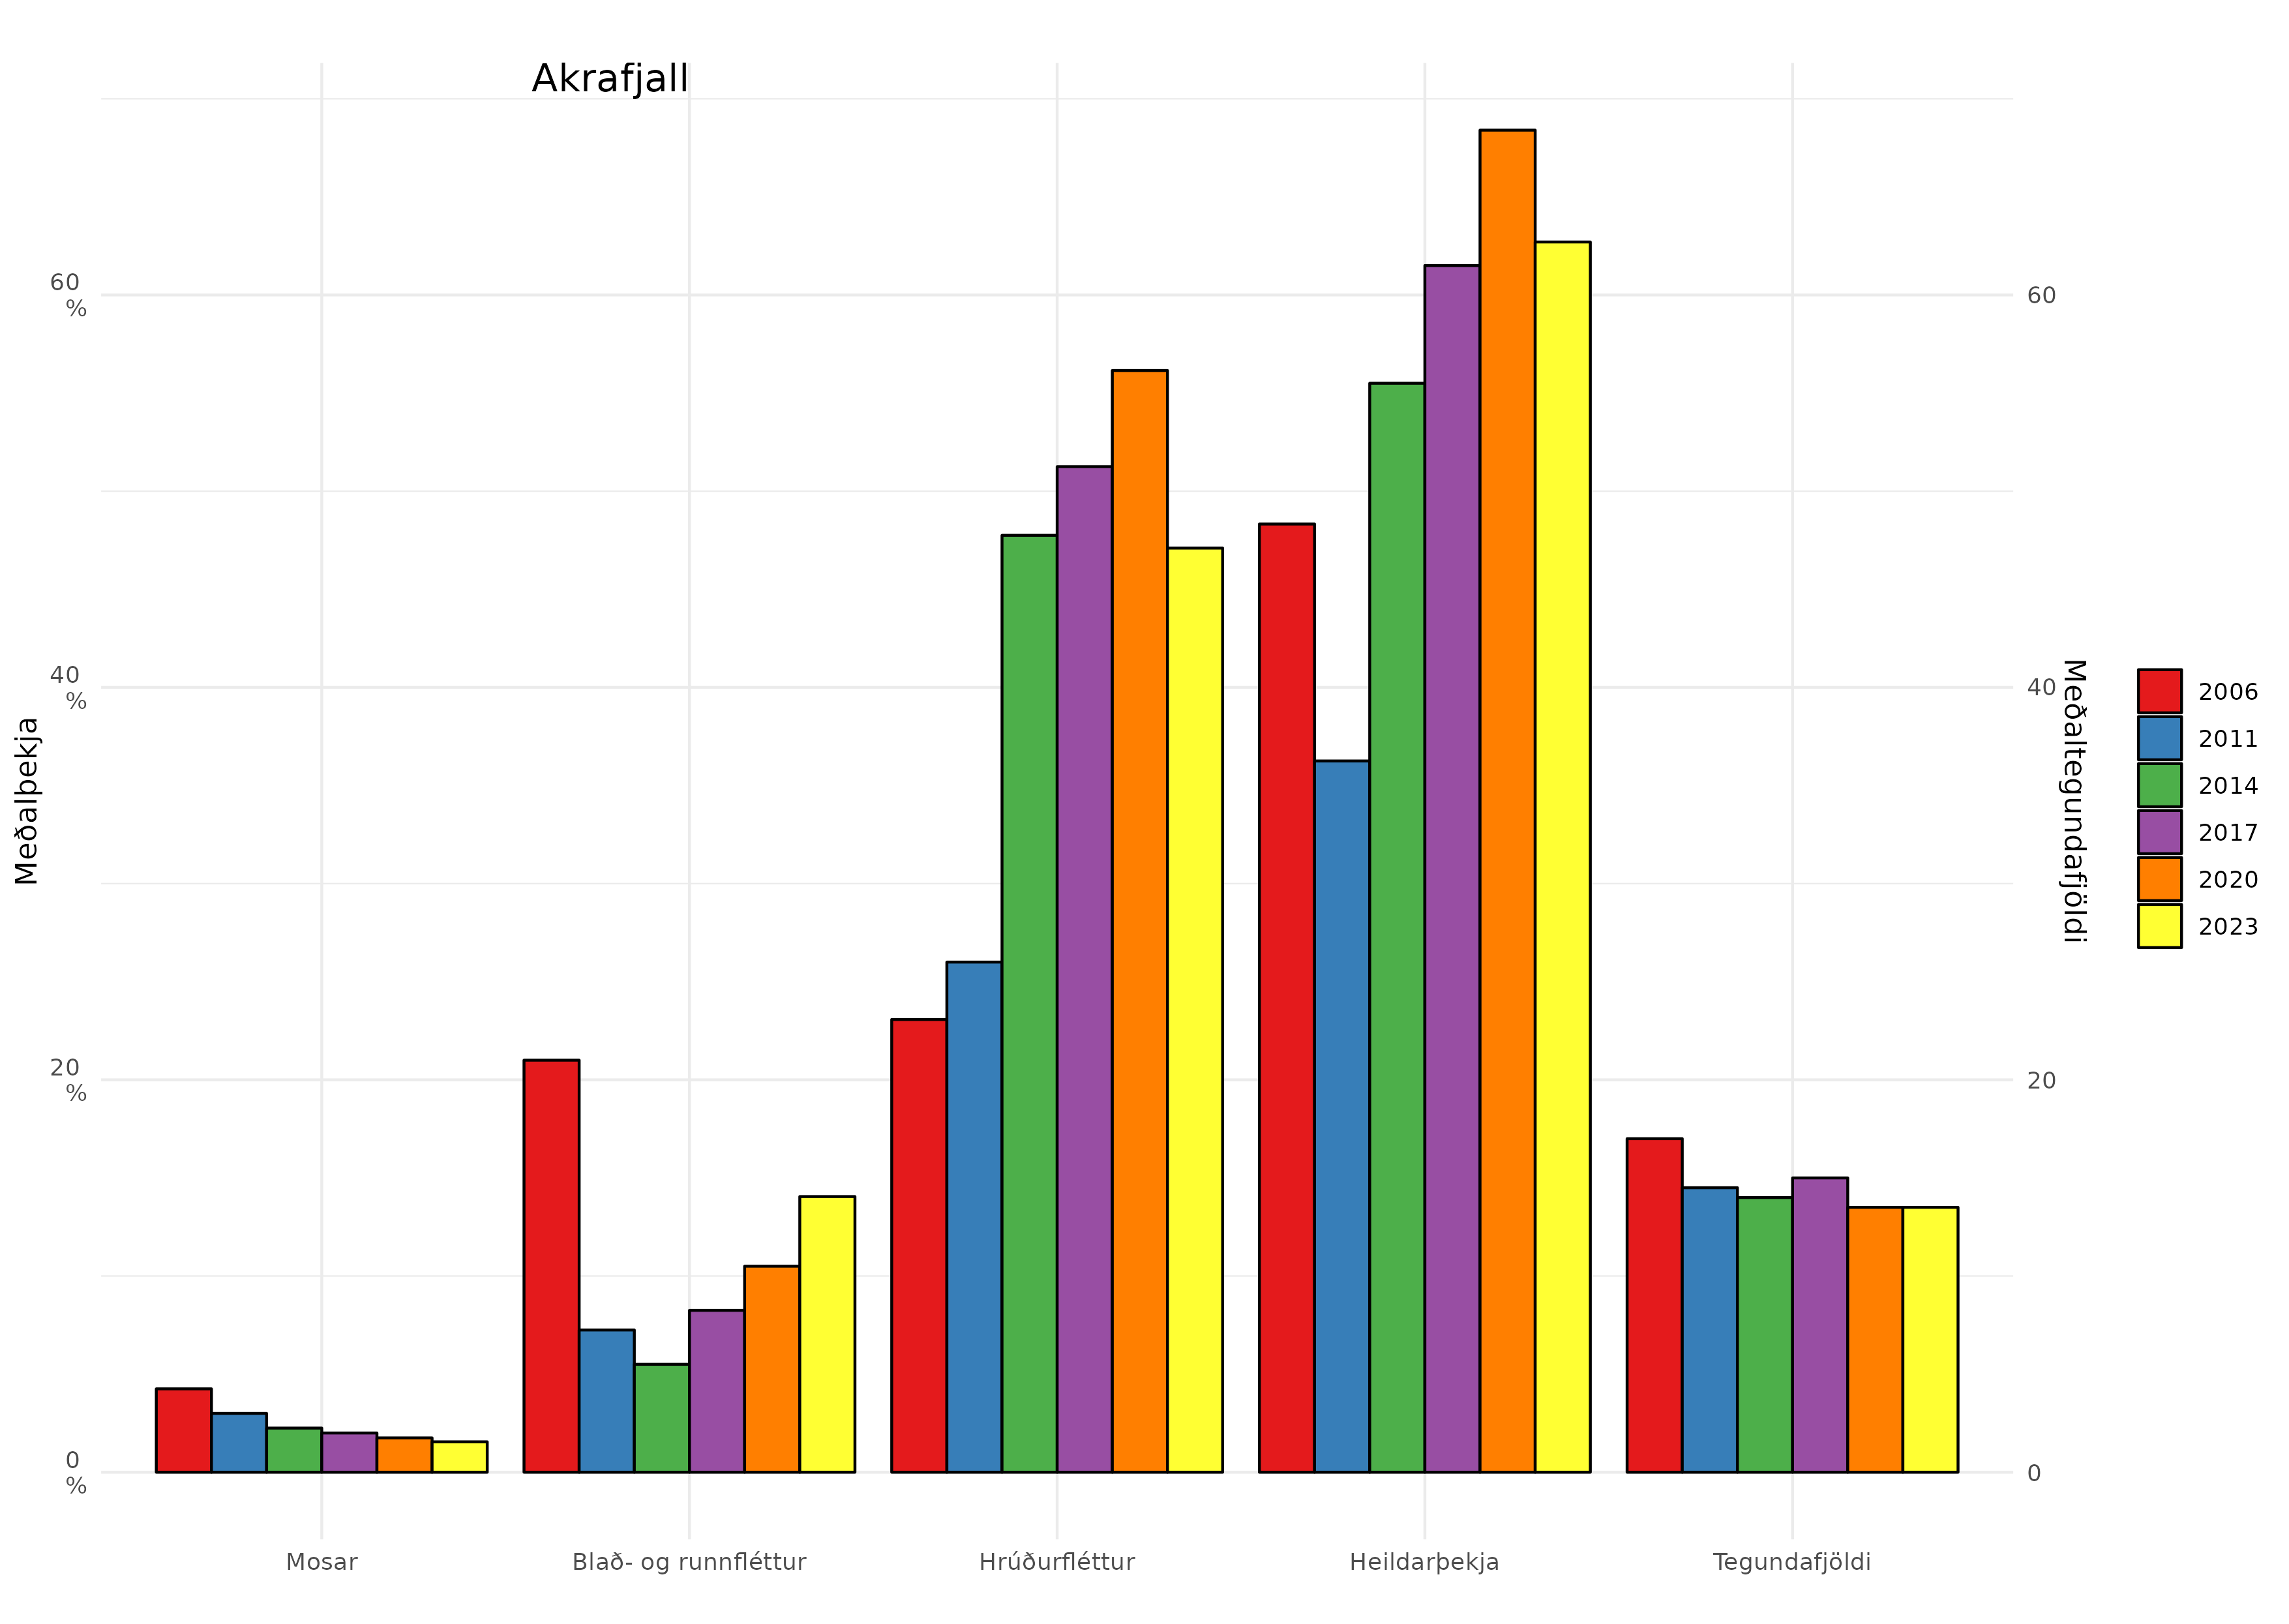 Akrafjall
Meðalþekja
60
%
40
%
20
%
0
%
60
40
20
0
Meðaltegundafjöldi
2006
2011
2014
2017
2020
2023
Mosar
Blað- og runnfléttur
Hrúðurfléttur
Heildarþekja
Tegundafjöldi